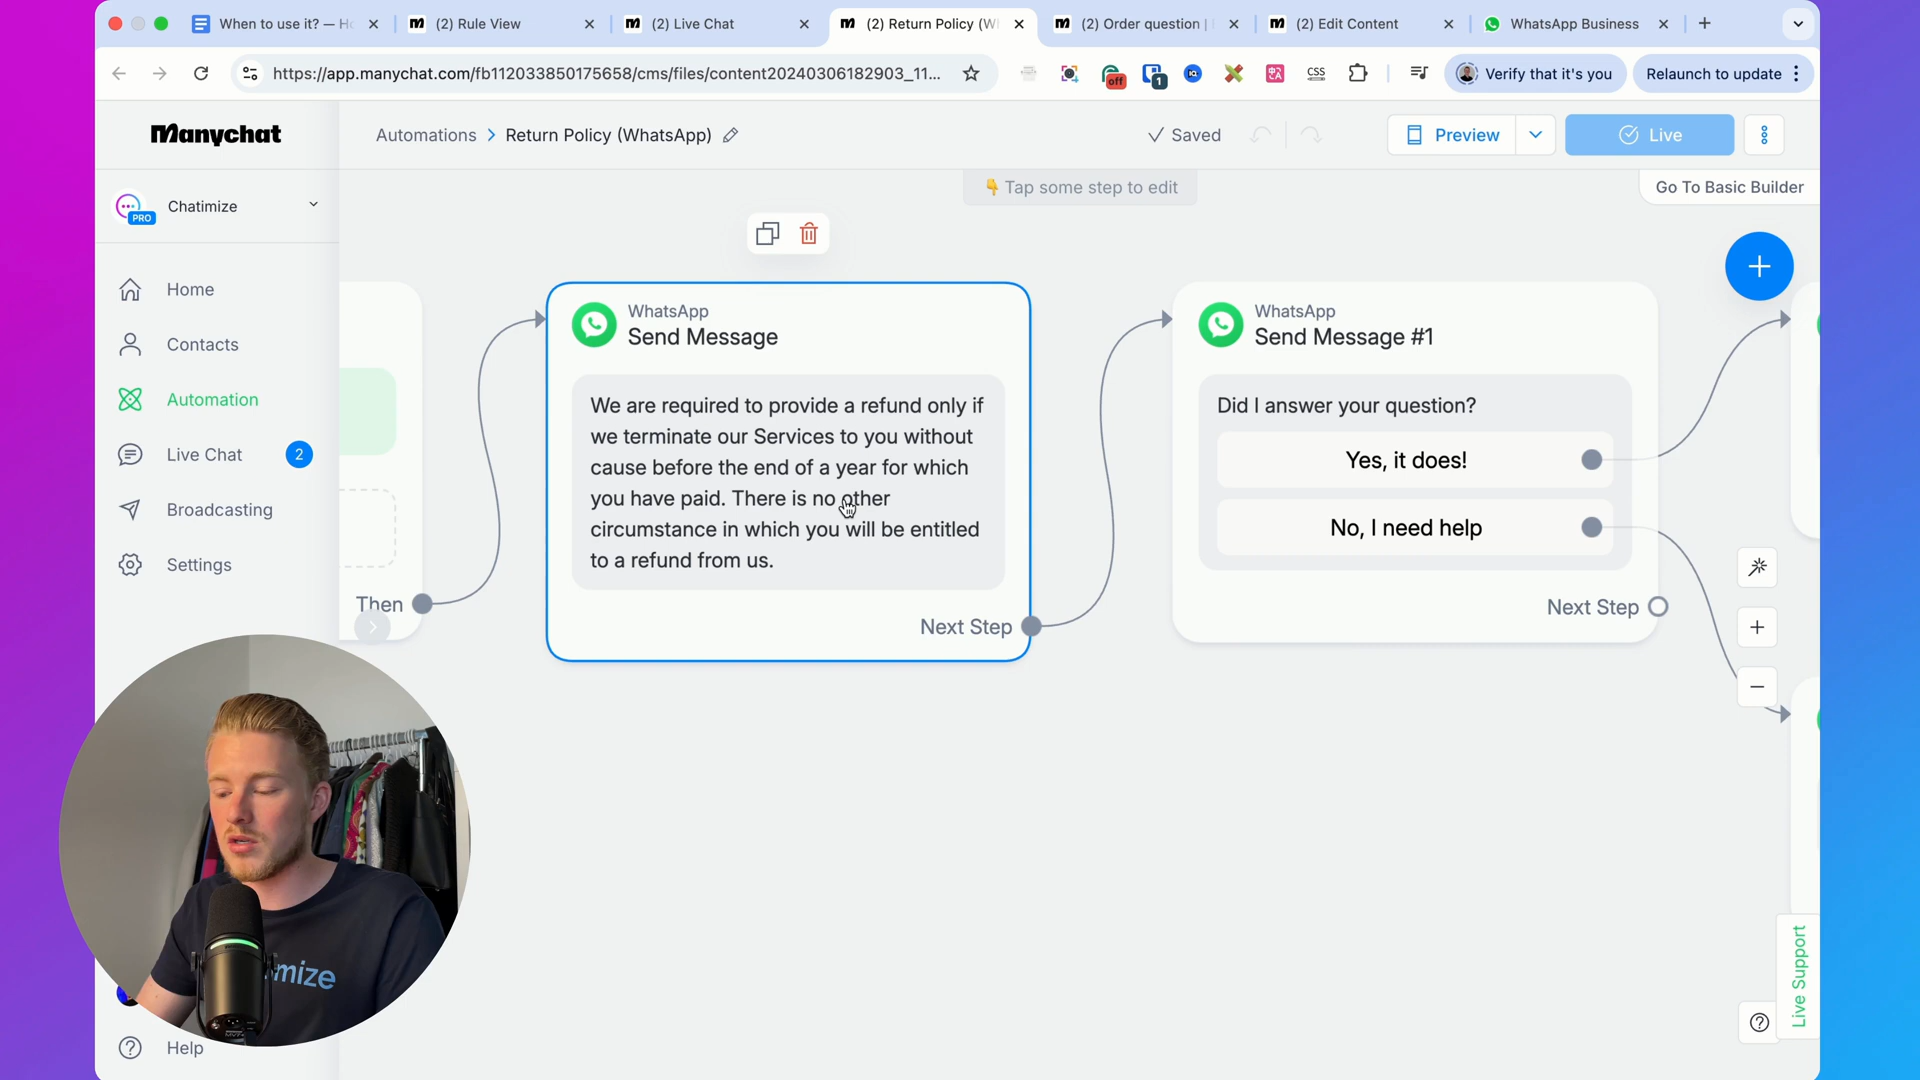 When to use it? — H
(2) Rule View
(2) Live Chat
(2) Return Policy (W
(2) Order question |
(2) Edit Content
WhatsApp Business
https://app.manychat.com/fb112033850175658/cms/files/content20240306182903_11...
off
1
CSS
Verify that it's you
Relaunch to update
Manychat
Automations > Return Policy (WhatsApp)
Saved
Preview
Live
PRO
Chatimize
👇 Tap some step to edit
Go To Basic Builder
Home
Contacts
Automation
Live Chat
2
Broadcasting
Settings
Help
Then
WhatsApp
Send Message
We are required to provide a refund only if
we terminate our Services to you without
cause before the end of a year for which
you have paid. There is no other
circumstance in which you will be entitled
to a refund from us.
Next Step
WhatsApp
Send Message #1
Did I answer your question?
Yes, it does!
No, I need help
Next Step
Live Support
mize